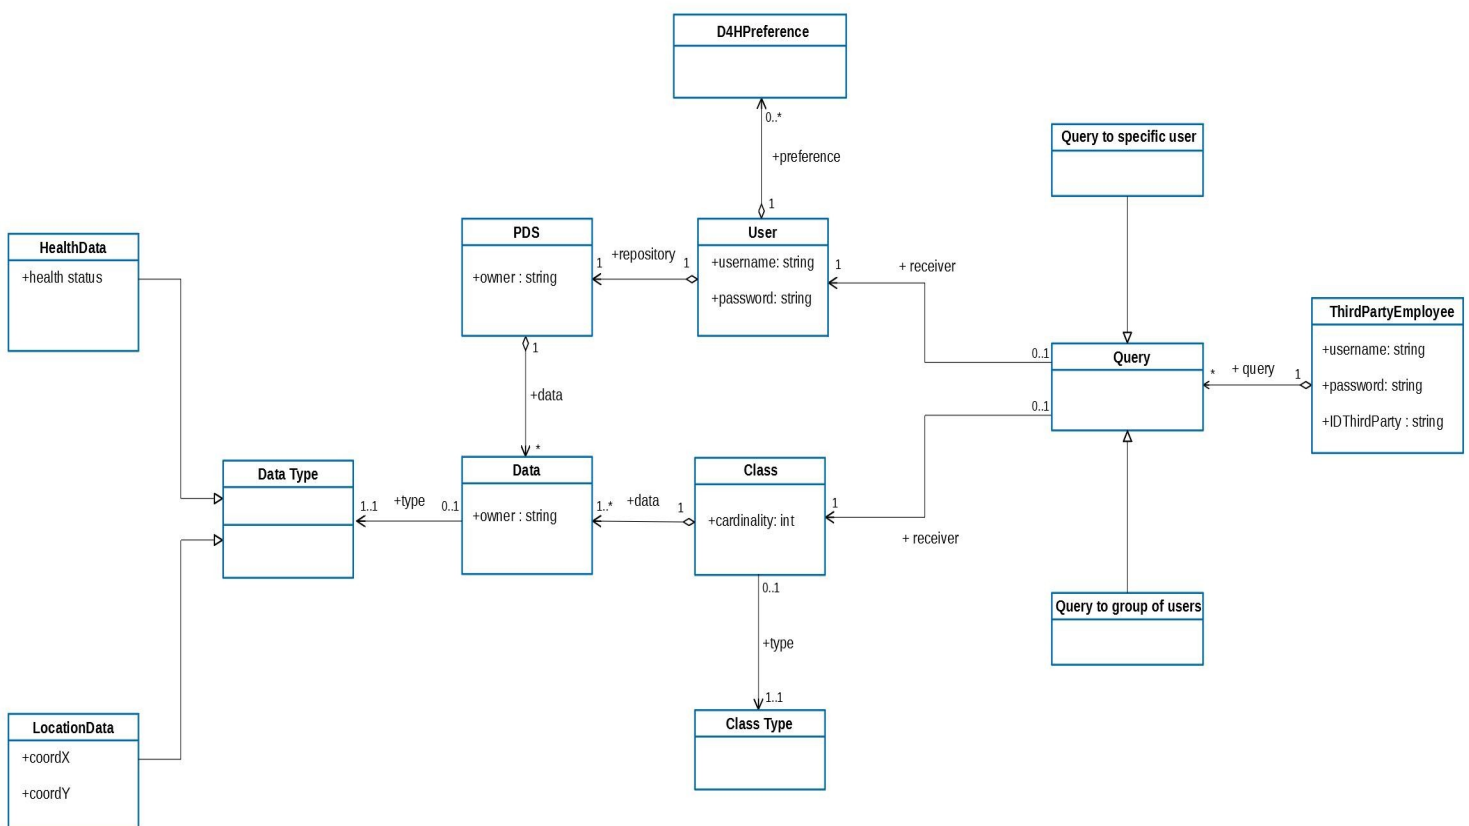 D4HPreference
0..*
+preference
1
Query to specific user
HealthData
+health status
PDS
+owner : string
1
+repository
1
User
+username: string
+password: string
1
+ receiver
0..1
Query
0..1
*
+ query
1
ThirdPartyEmployee
+username: string
+password: string
+IDThirdParty : string
1
+data
*
Data Type
1..1
+type
0..1
Data
+owner : string
1..*
+data
1
Class
+cardinality: int
1
+ receiver
0..1
+type
1..1
Class Type
Query to group of users
LocationData
+coordX
+coordY